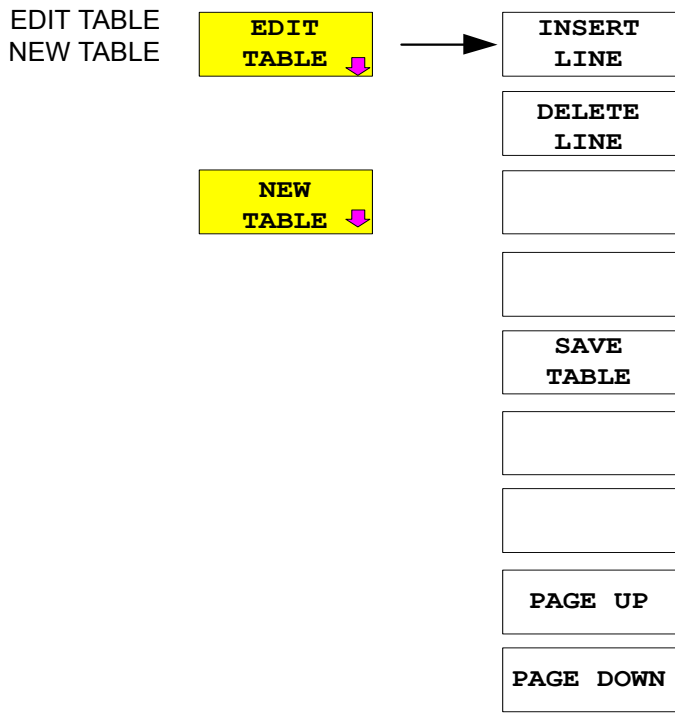 EDIT TABLE
NEW TABLE
EDIT
TABLE
INSERT
LINE
DELETE
LINE
NEW
TABLE
SAVE
TABLE
PAGE UP
PAGE DOWN